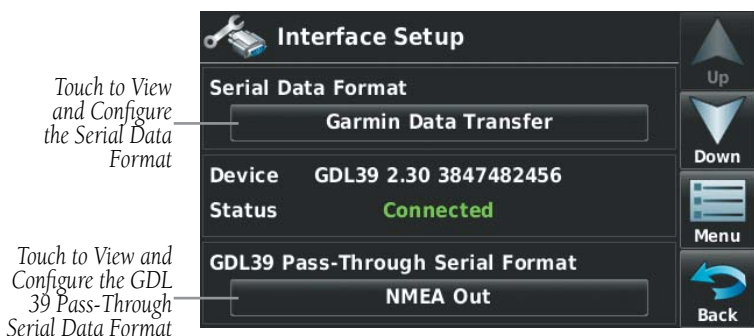 Interface Setup
Up
Touch to View
and Configure
the Serial Data
Format
Serial Data Format
Garmin Data Transfer
Down
Device GDL39 2.30 3847482456
Status Connected
Menu
Touch to View and
Configure the GDL
39 Pass-Through
Serial Data Format
GDL39 Pass-Through Serial Format
NMEA Out
Back